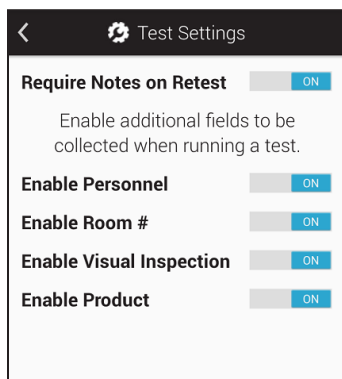 Test Settings
Require Notes on Retest ON
Enable additional fields to be
collected when running a test.
Enable Personnel ON
Enable Room # ON
Enable Visual Inspection ON
Enable Product ON